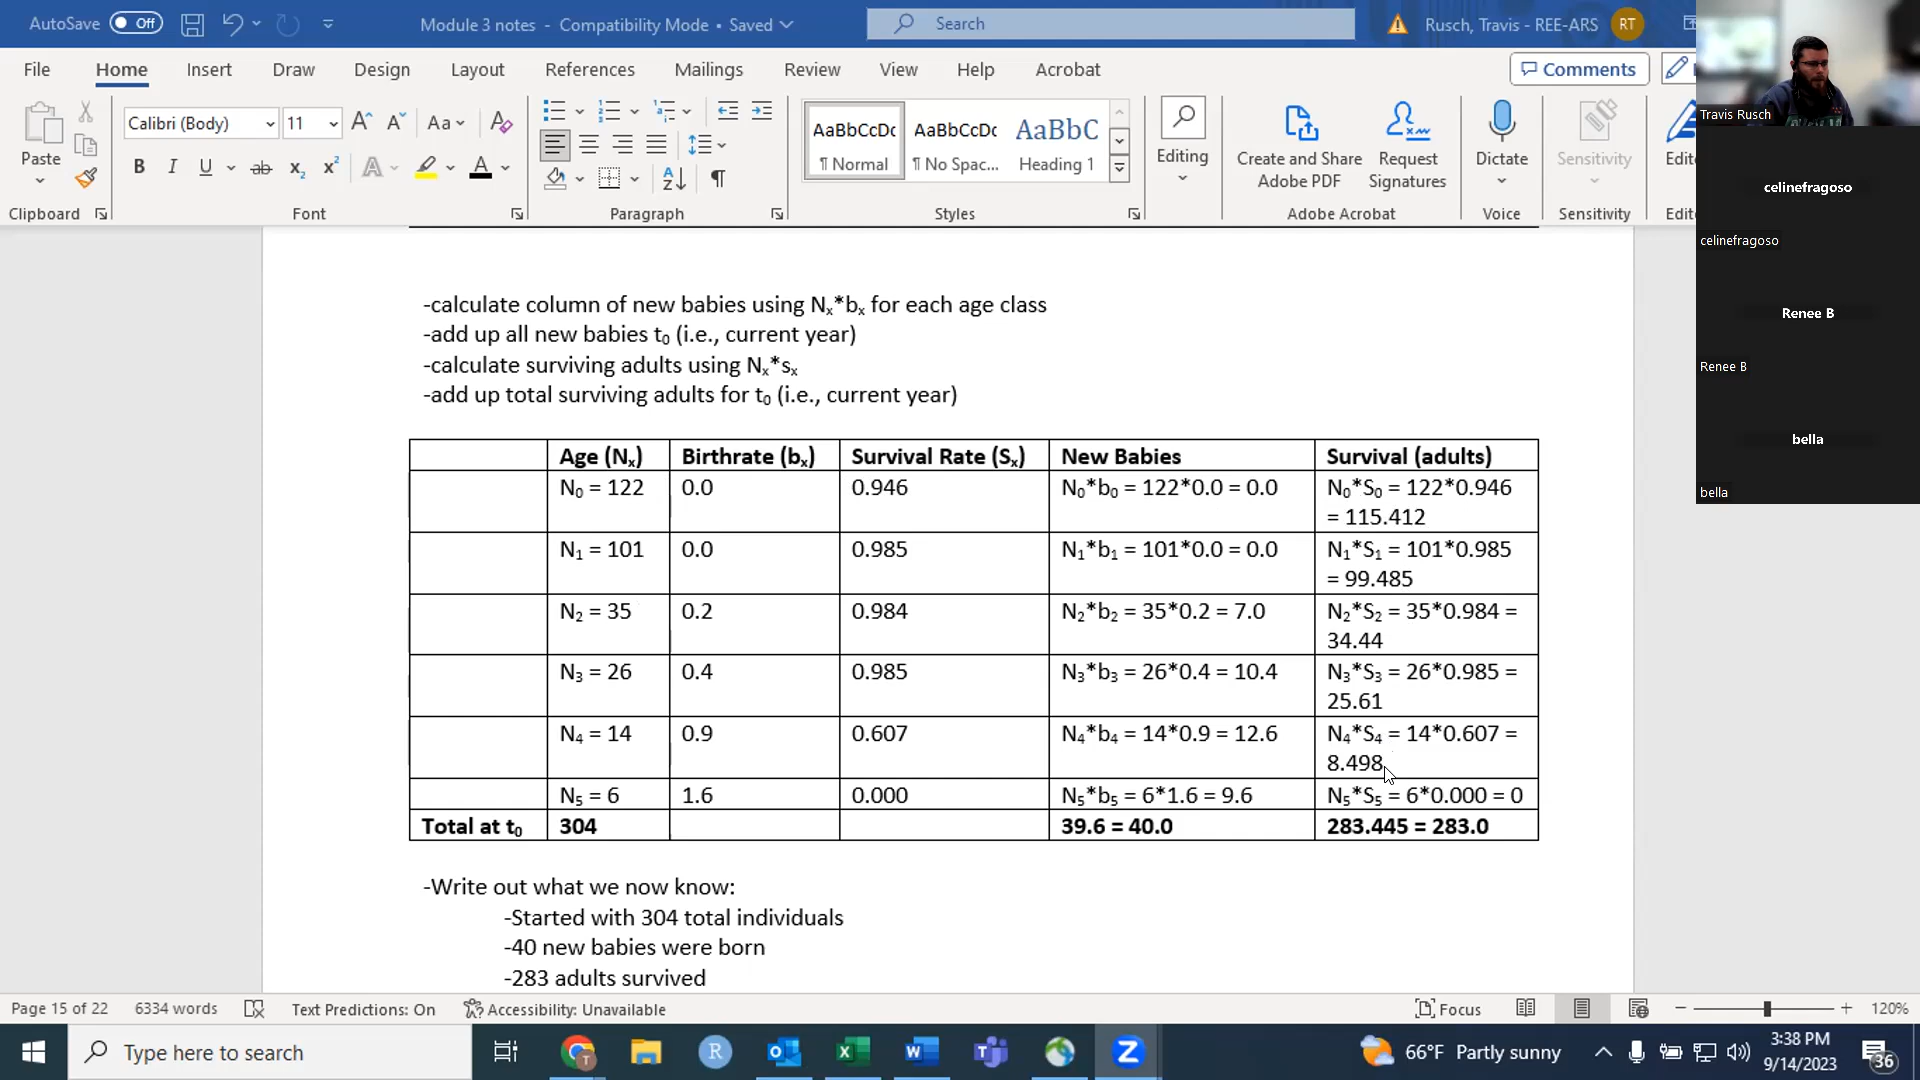 AutoSave Off Module 3 notes - Compatibility Mode • Saved Search Rusch, Travis - REE-ARS RT
File Home Insert Draw Design Layout References Mailings Review View Help Acrobat Comments
Calibri (Body) 11 Aa
Paste
AaBbCcDc AaBbCcDc AaBbC
¶ Normal ¶ No Spac... Heading 1
Editing
Create and Share Adobe PDF
Request Signatures
Dictate
Sensitivity
Clipboard Font Paragraph Styles Adobe Acrobat Voice Sensitivity
Travis Rusch
celinefragoso
celinefragoso
Renee B
Renee B
bella
bella
-calculate column of new babies using Nₓ*bₓ for each age class
-add up all new babies t₀ (i.e., current year)
-calculate surviving adults using Nₓ*sₓ
-add up total surviving adults for t₀ (i.e., current year)
Age (Nₓ) Birthrate (bₓ) Survival Rate (Sₓ) New Babies Survival (adults)
N₀ = 122 0.0 0.946 N₀*b₀ = 122*0.0 = 0.0 N₀*S₀ = 122*0.946
= 115.412
N₁ = 101 0.0 0.985 N₁*b₁ = 101*0.0 = 0.0 N₁*S₁ = 101*0.985
= 99.485
N₂ = 35 0.2 0.984 N₂*b₂ = 35*0.2 = 7.0 N₂*S₂ = 35*0.984 =
34.44
N₃ = 26 0.4 0.985 N₃*b₃ = 26*0.4 = 10.4 N₃*S₃ = 26*0.985 =
25.61
N₄ = 14 0.9 0.607 N₄*b₄ = 14*0.9 = 12.6 N₄*S₄ = 14*0.607 =
8.498
N₅ = 6 1.6 0.000 N₅*b₅ = 6*1.6 = 9.6 N₅*S₅ = 6*0.000 = 0
Total at t₀ 304 39.6 = 40.0 283.445 = 283.0
-Write out what we now know:
-Started with 304 total individuals
-40 new babies were born
-283 adults survived
Page 15 of 22 6334 words Text Predictions: On Accessibility: Unavailable Focus 120%
Type here to search 66°F Partly sunny 3:38 PM
9/14/2023 36